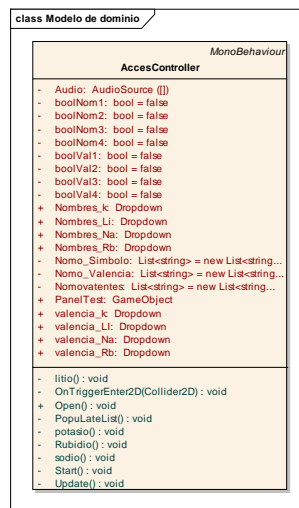 class Modelo de dominio
MonoBehaviour
AccesController
- Audio: AudioSource ([])
- boolNom1: bool = false
- boolNom2: bool = false
- boolNom3: bool = false
- boolNom4: bool = false
- boolVal1: bool = false
- boolVal2: bool = false
- boolVal3: bool = false
- boolVal4: bool = false
+ Nombres_k: Dropdown
+ Nombres_Li: Dropdown
+ Nombres_Na: Dropdown
+ Nombres_Rb: Dropdown
- Nomo_Simbolo: List<string> = new List<string...
- Nomo_Valencia: List<string> = new List<string...
- Nomovatentes: List<string> = new List<string...
+ PanelTest: GameObject
+ valencia_k: Dropdown
+ valencia_LI: Dropdown
+ valencia_Na: Dropdown
+ valencia_Rb: Dropdown
- litio() : void
- OnTriggerEnter2D(Collider2D) : void
+ Open() : void
- PopuLateList() : void
- potasio() : void
- Rubidio() : void
- sodio() : void
- Start() : void
- Update() : void